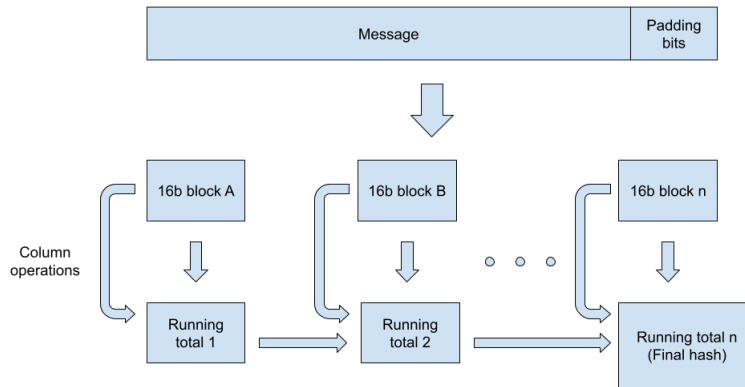 Message
Padding
bits
16b block A
16b block B
16b block n
Column
operations
Running
total 1
Running
total 2
Running total n
(Final hash)